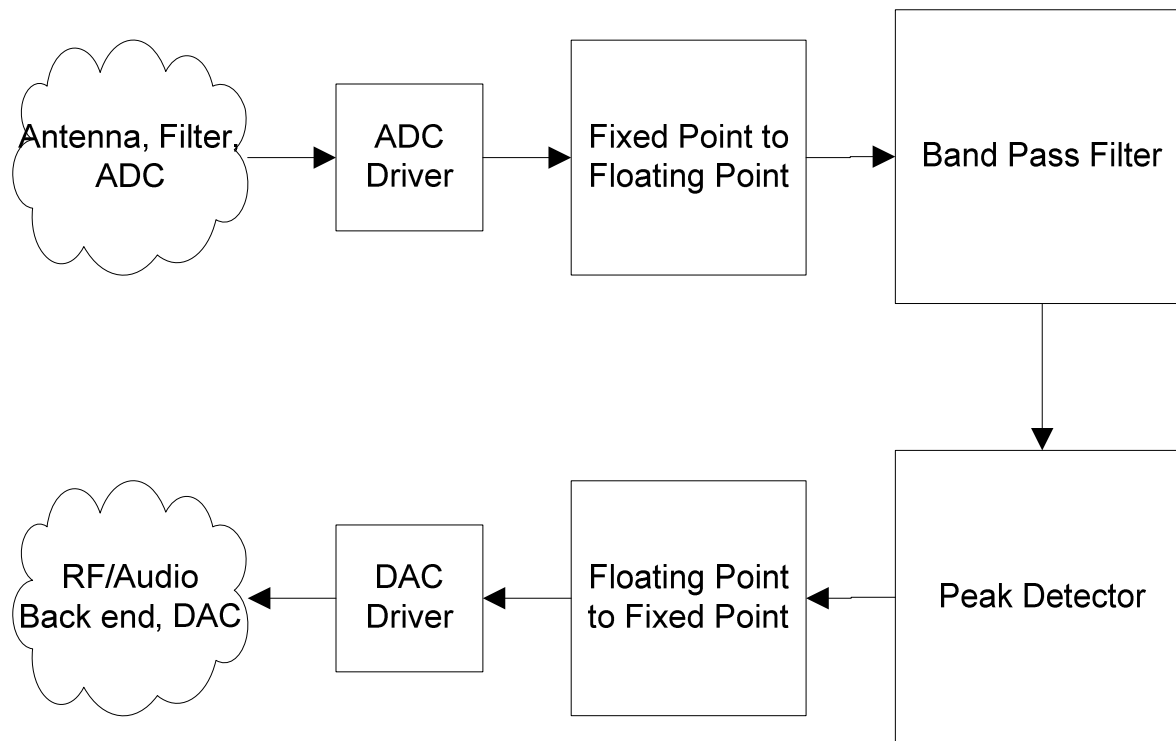 Antenna, Filter,
ADC
ADC
Driver
Fixed Point to
Floating Point
Band Pass Filter
RF/Audio
Back end, DAC
DAC
Driver
Floating Point
to Fixed Point
Peak Detector